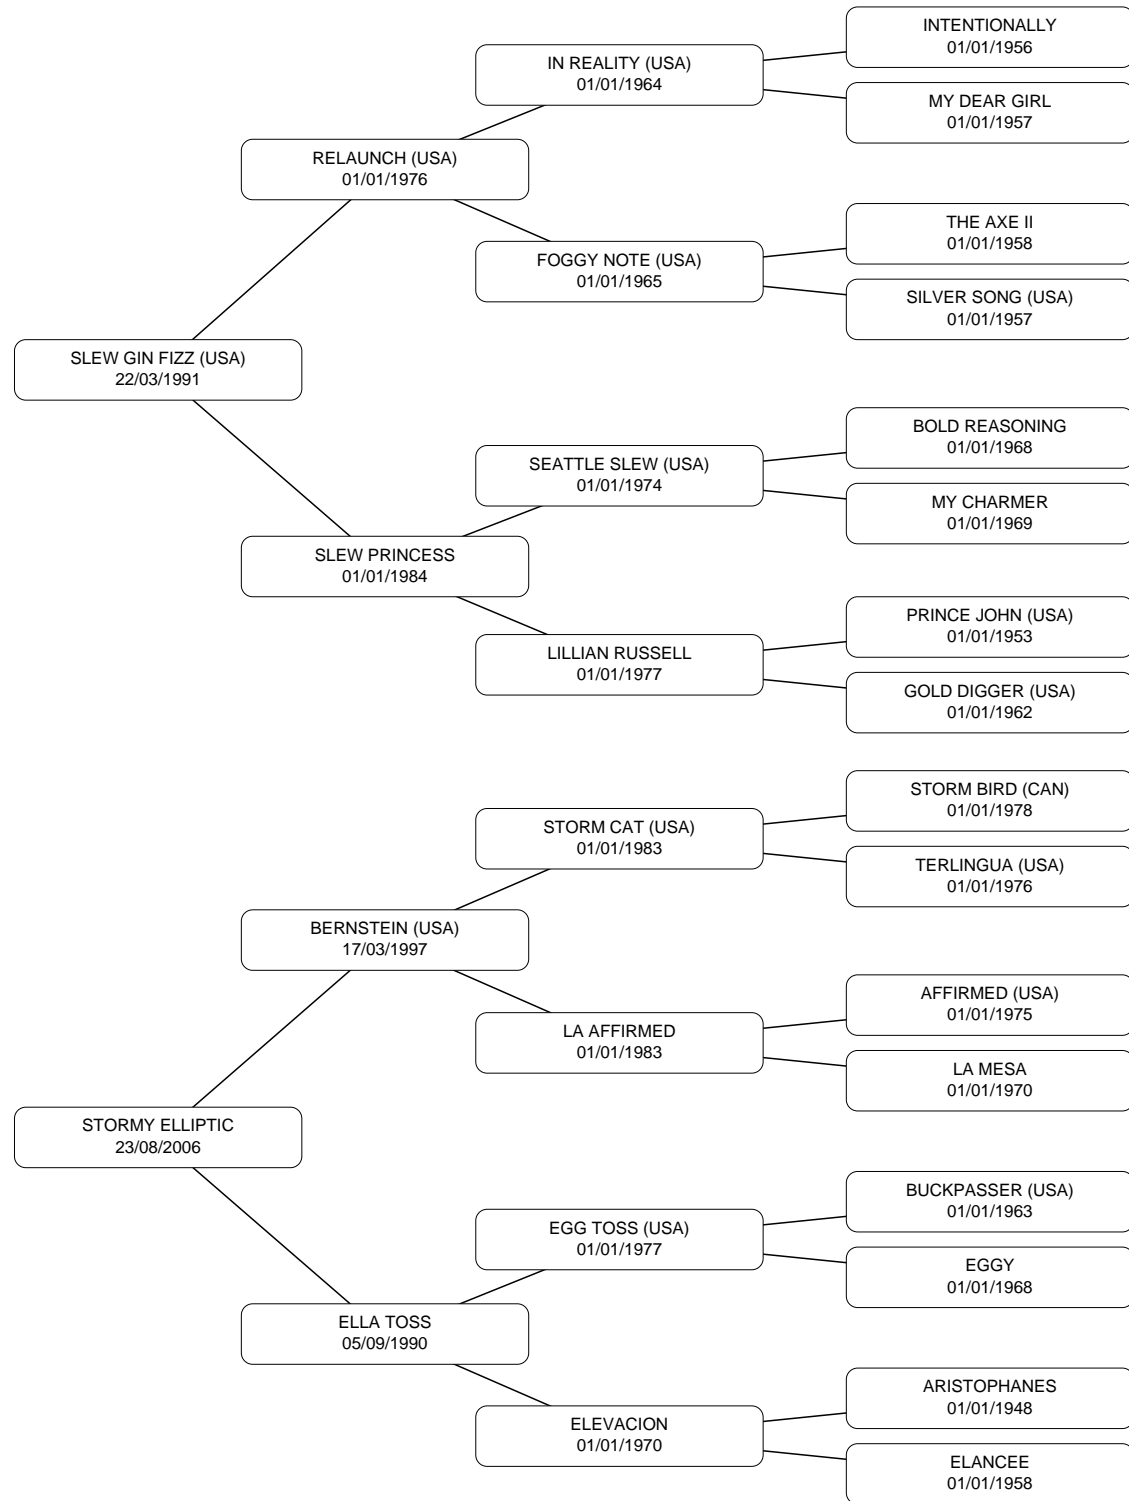 INTENTIONALLY
01/01/1956
IN REALITY (USA)
01/01/1964
MY DEAR GIRL
01/01/1957
RELAUNCH (USA)
01/01/1976
THE AXE II
01/01/1958
FOGGY NOTE (USA)
01/01/1965
SILVER SONG (USA)
01/01/1957
SLEW GIN FIZZ (USA)
22/03/1991
BOLD REASONING
01/01/1968
SEATTLE SLEW (USA)
01/01/1974
MY CHARMER
01/01/1969
SLEW PRINCESS
01/01/1984
PRINCE JOHN (USA)
01/01/1953
LILLIAN RUSSELL
01/01/1977
GOLD DIGGER (USA)
01/01/1962
STORM BIRD (CAN)
01/01/1978
STORM CAT (USA)
01/01/1983
TERLINGUA (USA)
01/01/1976
BERNSTEIN (USA)
17/03/1997
AFFIRMED (USA)
01/01/1975
LA AFFIRMED
01/01/1983
LA MESA
01/01/1970
STORMY ELLIPTIC
23/08/2006
BUCKPASSER (USA)
01/01/1963
EGG TOSS (USA)
01/01/1977
EGGY
01/01/1968
ELLA TOSS
05/09/1990
ARISTOPHANES
01/01/1948
ELEVACION
01/01/1970
ELANCEE
01/01/1958